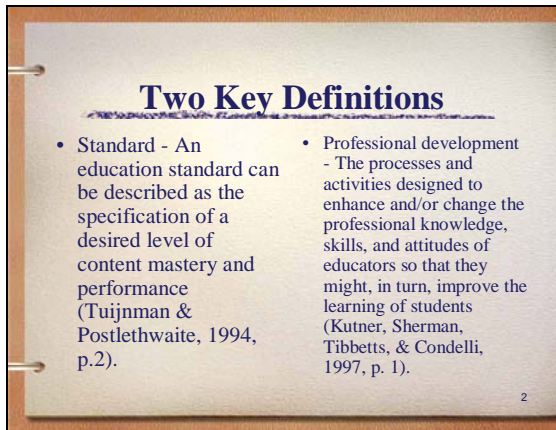 Two Key Definitions
• Standard - An
education standard can
be described as the
specification of a
desired level of
content mastery and
performance
(Tuijnman &
Postlethwaite, 1994,
p.2).
• Professional development
- The processes and
activities designed to
enhance and/or change the
professional knowledge,
skills, and attitudes of
educators so that they
might, in turn, improve the
learning of students
(Kutner, Sherman,
Tibbetts, & Condelli,
1997, p. 1).
2